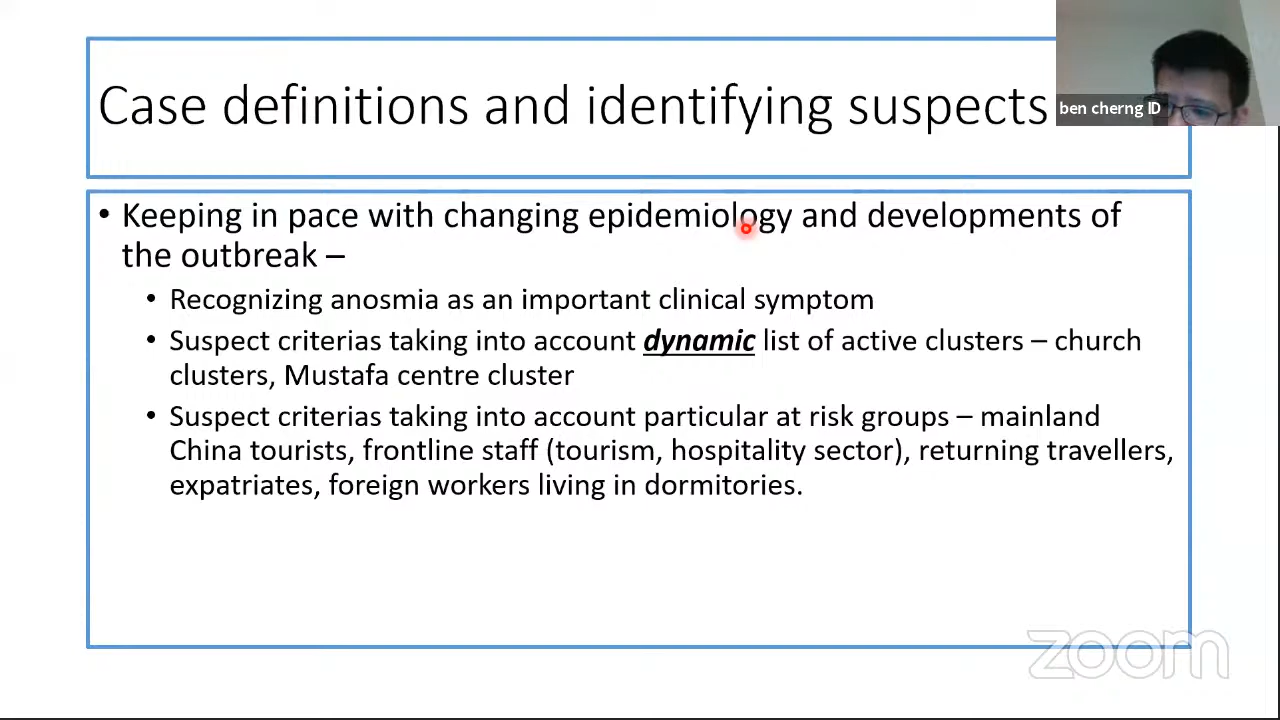 Case definitions and identifying suspects
ben cherng ID
• Keeping in pace with changing epidemiology and developments of
the outbreak –
• Recognizing anosmia as an important clinical symptom
• Suspect criterias taking into account dynamic list of active clusters – church
clusters, Mustafa centre cluster
• Suspect criterias taking into account particular at risk groups – mainland
China tourists, frontline staff (tourism, hospitality sector), returning travellers,
expatriates, foreign workers living in dormitories.
zoom